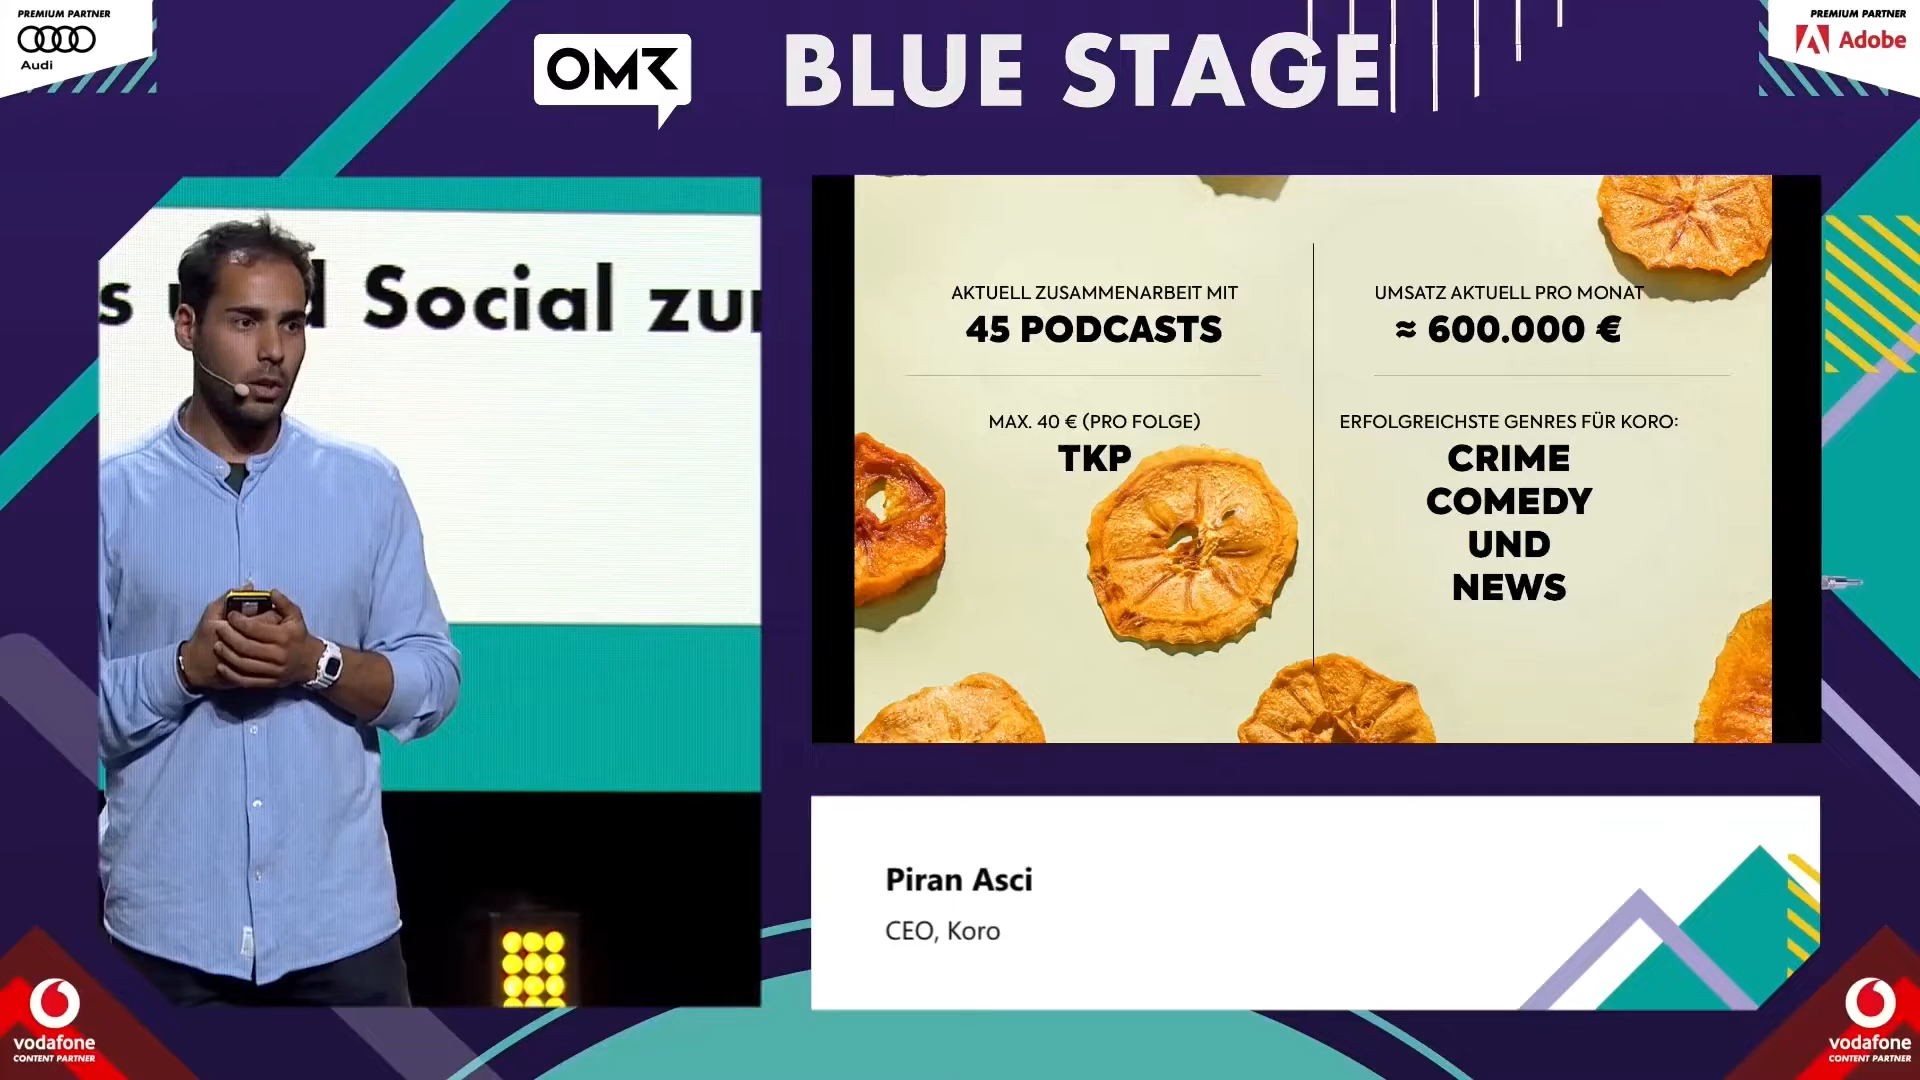 PREMIUM PARTNER
Audi
OMR
BLUE STAGE
PREMIUM PARTNER
Adobe
Social
AKTUELL ZUSAMMENARBEIT MIT
45 PODCASTS
UMSATZ AKTUELL PRO MONAT
≈ 600.000 €
MAX. 40 € (PRO FOLGE)
TKP
ERFOLGREICHSTE GENRES FÜR KORO:
CRIME
COMEDY
UND
NEWS
Piran Asci
CEO, Koro
vodafone
CONTENT PARTNER
vodafone
CONTENT PARTNER